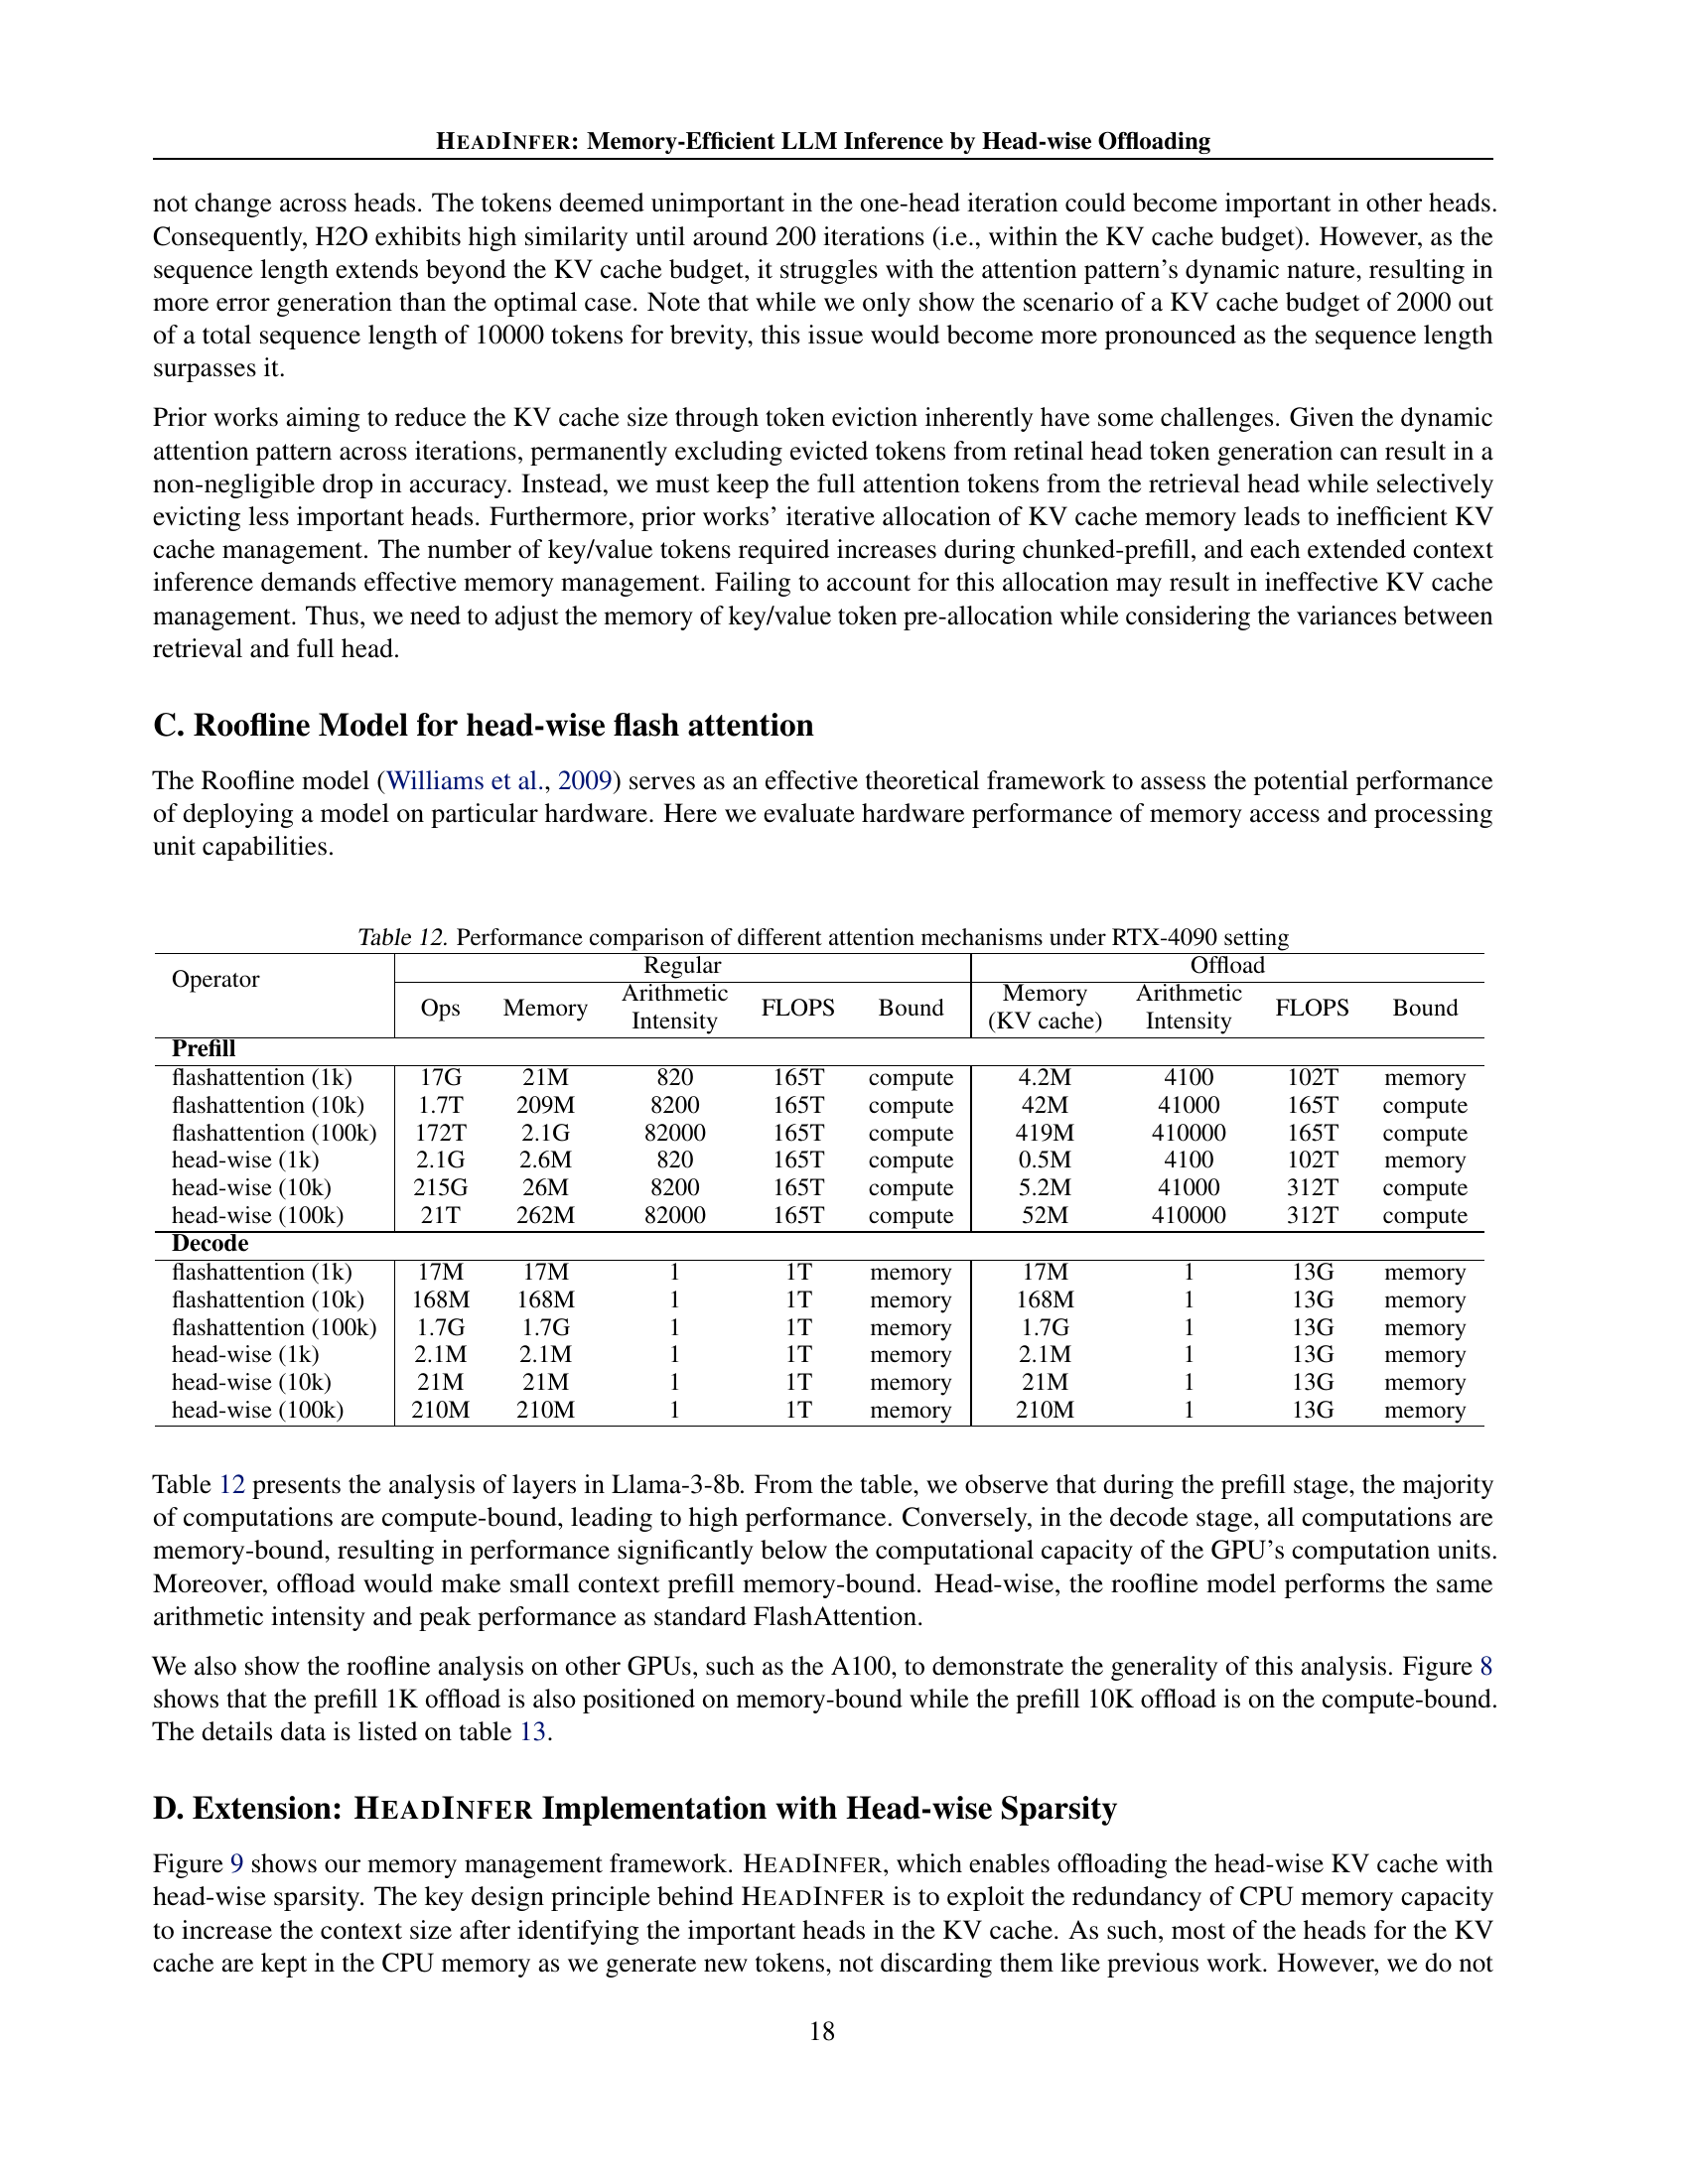 HEADINFER: Memory-Efficient LLM Inference by Head-wise Offloading
not change across heads. The tokens deemed unimportant in the one-head iteration could become important in other heads.
Consequently, H2O exhibits high similarity until around 200 iterations (i.e., within the KV cache budget). However, as the
sequence length extends beyond the KV cache budget, it struggles with the attention pattern's dynamic nature, resulting in
more error generation than the optimal case. Note that while we only show the scenario of a KV cache budget of 2000 out
of a total sequence length of 10000 tokens for brevity, this issue would become more pronounced as the sequence length
surpasses it.
Prior works aiming to reduce the KV cache size through token eviction inherently have some challenges. Given the dynamic
attention pattern across iterations, permanently excluding evicted tokens from retinal head token generation can result in a
non-negligible drop in accuracy. Instead, we must keep the full attention tokens from the retrieval head while selectively
evicting less important heads. Furthermore, prior works' iterative allocation of KV cache memory leads to inefficient KV
cache management. The number of key/value tokens required increases during chunked-prefill, and each extended context
inference demands effective memory management. Failing to account for this allocation may result in ineffective KV cache
management. Thus, we need to adjust the memory of key/value token pre-allocation while considering the variances between
retrieval and full head.
C. Roofline Model for head-wise flash attention
The Roofline model (Williams et al., 2009) serves as an effective theoretical framework to assess the potential performance
of deploying a model on particular hardware. Here we evaluate hardware performance of memory access and processing
unit capabilities.
Table 12. Performance comparison of different attention mechanisms under RTX-4090 setting
Operator Regular Offload
Ops Memory Arithmetic Intensity FLOPS Bound Memory (KV cache) Arithmetic Intensity FLOPS Bound
Prefill
flashattention (1k) 17G 21M 820 165T compute 4.2M 4100 102T memory
flashattention (10k) 1.7T 209M 8200 165T compute 42M 41000 165T compute
flashattention (100k) 172T 2.1G 82000 165T compute 419M 410000 165T compute
head-wise (1k) 2.1G 2.6M 820 165T compute 0.5M 4100 102T memory
head-wise (10k) 215G 26M 8200 165T compute 5.2M 41000 312T compute
head-wise (100k) 21T 262M 82000 165T compute 52M 410000 312T compute
Decode
flashattention (1k) 17M 17M 1 1T memory 17M 1 13G memory
flashattention (10k) 168M 168M 1 1T memory 168M 1 13G memory
flashattention (100k) 1.7G 1.7G 1 1T memory 1.7G 1 13G memory
head-wise (1k) 2.1M 2.1M 1 1T memory 2.1M 1 13G memory
head-wise (10k) 21M 21M 1 1T memory 21M 1 13G memory
head-wise (100k) 210M 210M 1 1T memory 210M 1 13G memory
Table 12 presents the analysis of layers in Llama-3-8b. From the table, we observe that during the prefill stage, the majority
of computations are compute-bound, leading to high performance. Conversely, in the decode stage, all computations are
memory-bound, resulting in performance significantly below the computational capacity of the GPU's computation units.
Moreover, offload would make small context prefill memory-bound. Head-wise, the roofline model performs the same
arithmetic intensity and peak performance as standard FlashAttention.
We also show the roofline analysis on other GPUs, such as the A100, to demonstrate the generality of this analysis. Figure 8
shows that the prefill 1K offload is also positioned on memory-bound while the prefill 10K offload is on the compute-bound.
The details data is listed on table 13.
D. Extension: HEADINFER Implementation with Head-wise Sparsity
Figure 9 shows our memory management framework. HEADINFER, which enables offloading the head-wise KV cache with
head-wise sparsity. The key design principle behind HEADINFER is to exploit the redundancy of CPU memory capacity
to increase the context size after identifying the important heads in the KV cache. As such, most of the heads for the KV
cache are kept in the CPU memory as we generate new tokens, not discarding them like previous work. However, we do not
18